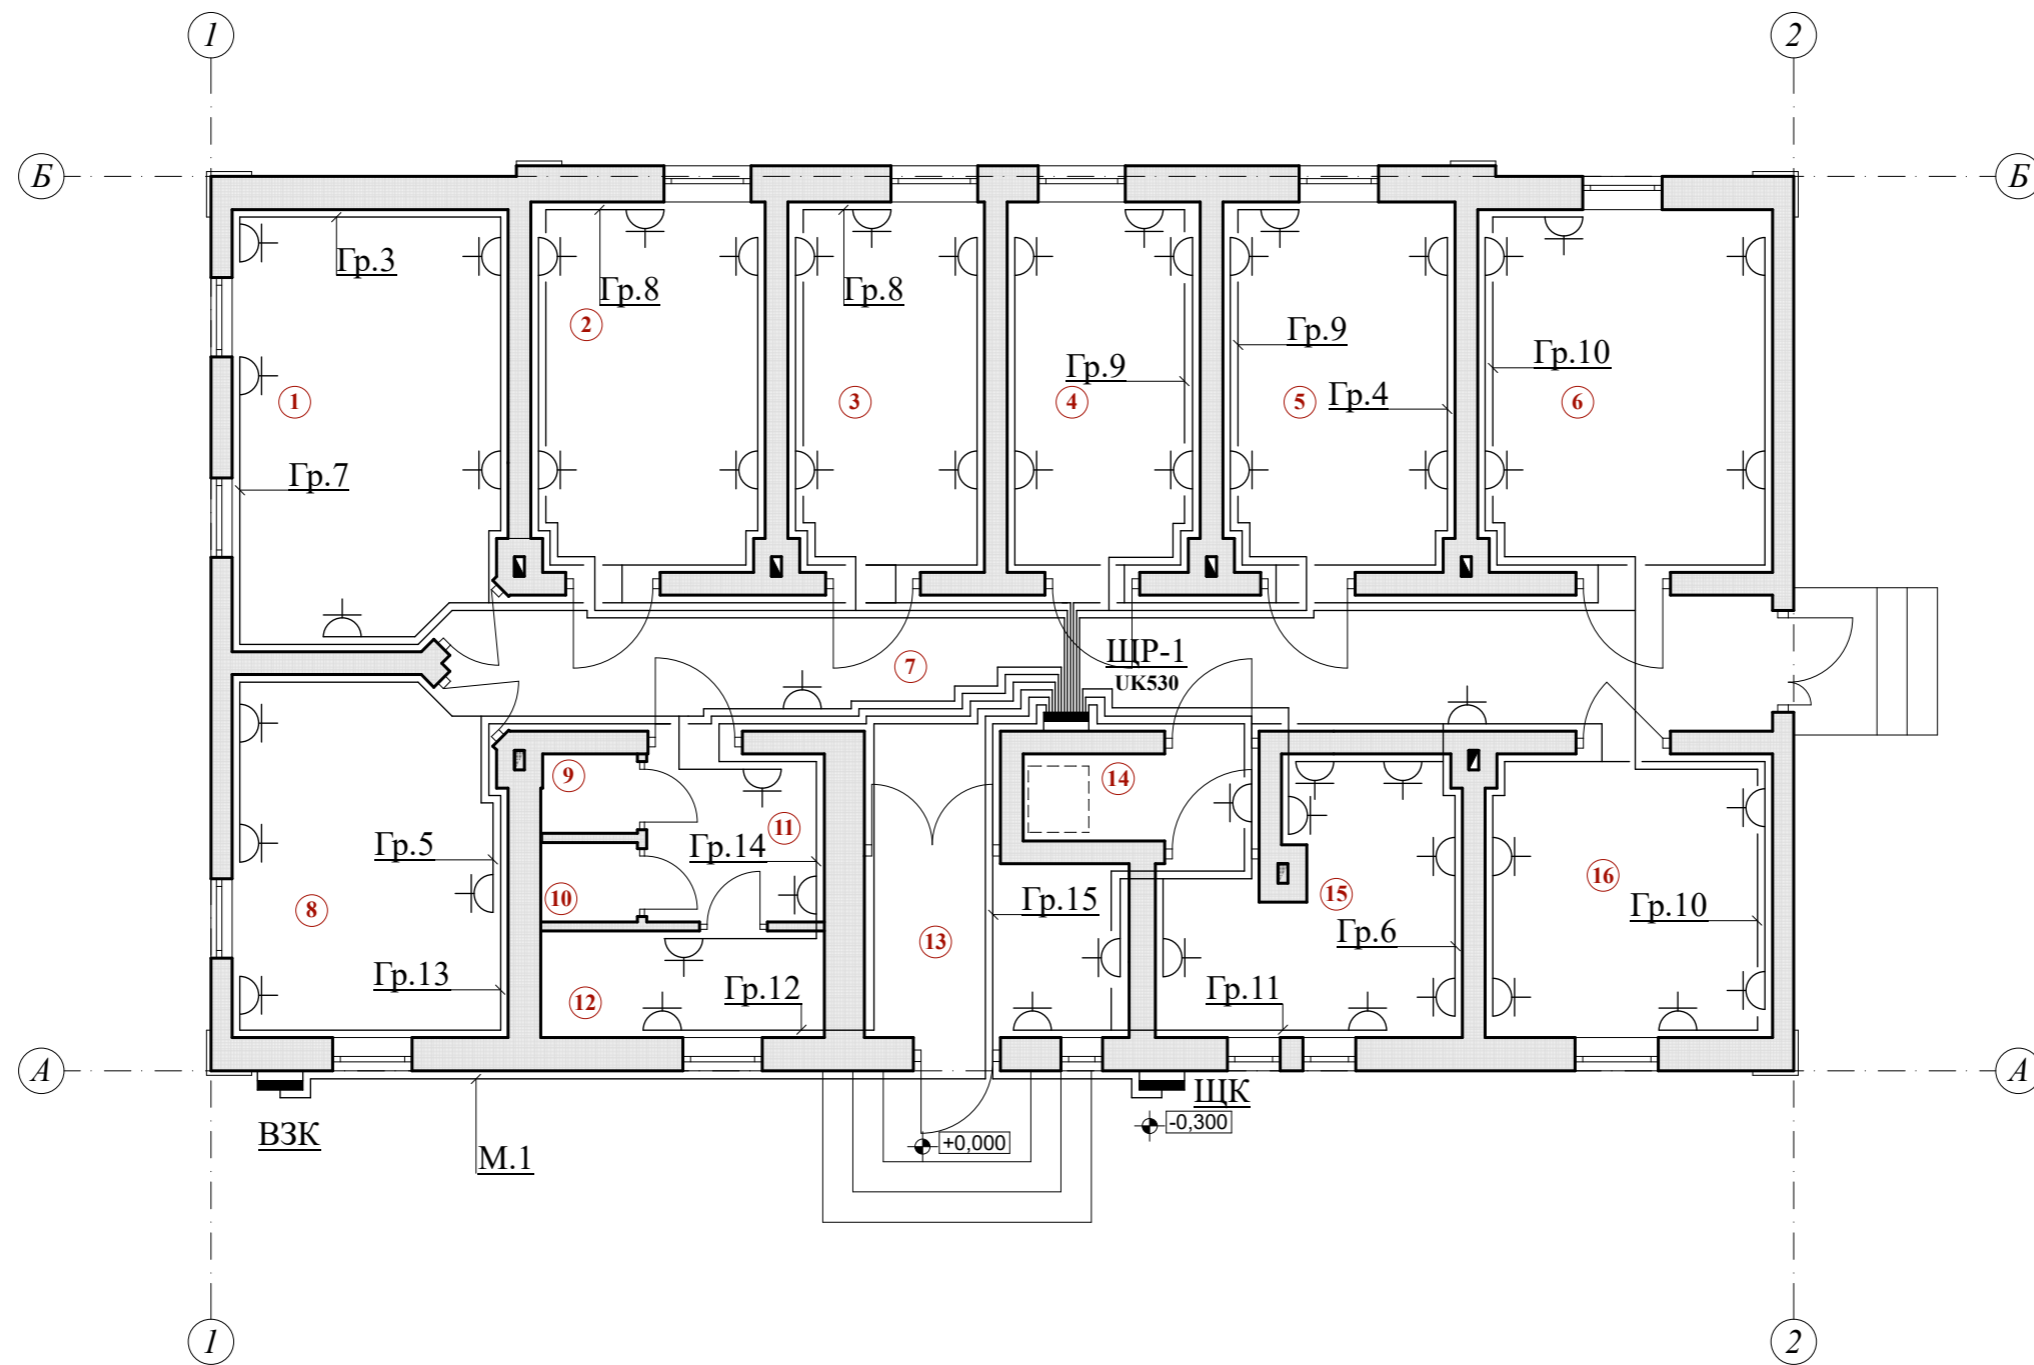 1
2
Б
Б
Гр.3
Гр.8
Гр.8
2
Гр.9
Гр.10
Гр.9
1
3
4
5
Гр.4
6
Гр.7
7
ЩР-1
UK530
9
14
11
Гр.5
Гр.14
16
8
10
Гр.15
15
Гр.10
13
Гр.6
Гр.13
12
Гр.12
Гр.11
А
А
ВЗК
ЩК
-0,300
+0,000
М.1
1
2